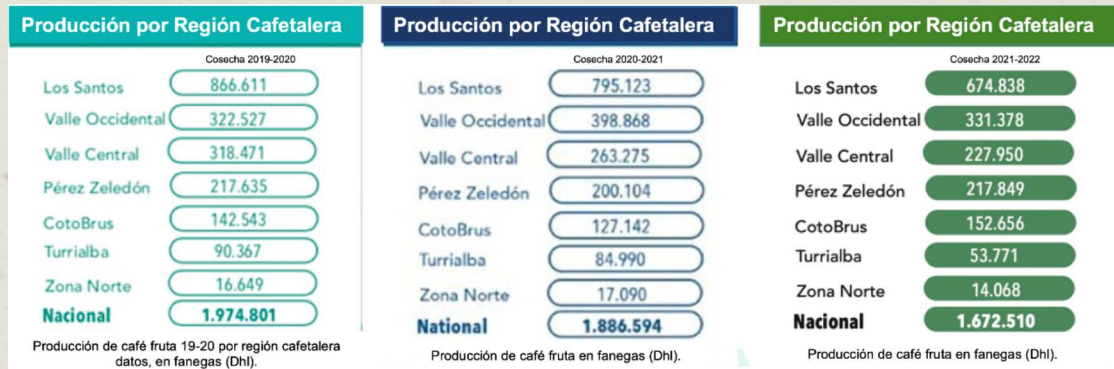 Producción por Región Cafetalera
Cosecha 2019-2020
Los Santos 866.611
Valle Occidental 322.527
Valle Central 318.471
Pérez Zeledón 217.635
CotoBrus 142.543
Turrialba 90.367
Zona Norte 16.649
Nacional 1.974.801
Producción de café fruta 19-20 por región cafetalera
datos, en fanegas (Dhl).
Producción por Región Cafetalera
Cosecha 2020-2021
Los Santos 795.123
Valle Occidental 398.868
Valle Central 263.275
Pérez Zeledón 200.104
CotoBrus 127.142
Turrialba 84.990
Zona Norte 17.090
National 1.886.594
Producción de café fruta en fanegas (Dhl).
Producción por Región Cafetalera
Cosecha 2021-2022
Los Santos 674.838
Valle Occidental 331.378
Valle Central 227.950
Pérez Zeledón 217.849
CotoBrus 152.656
Turrialba 53.771
Zona Norte 14.068
Nacional 1.672.510
Producción de café fruta en fanegas (Dhl).